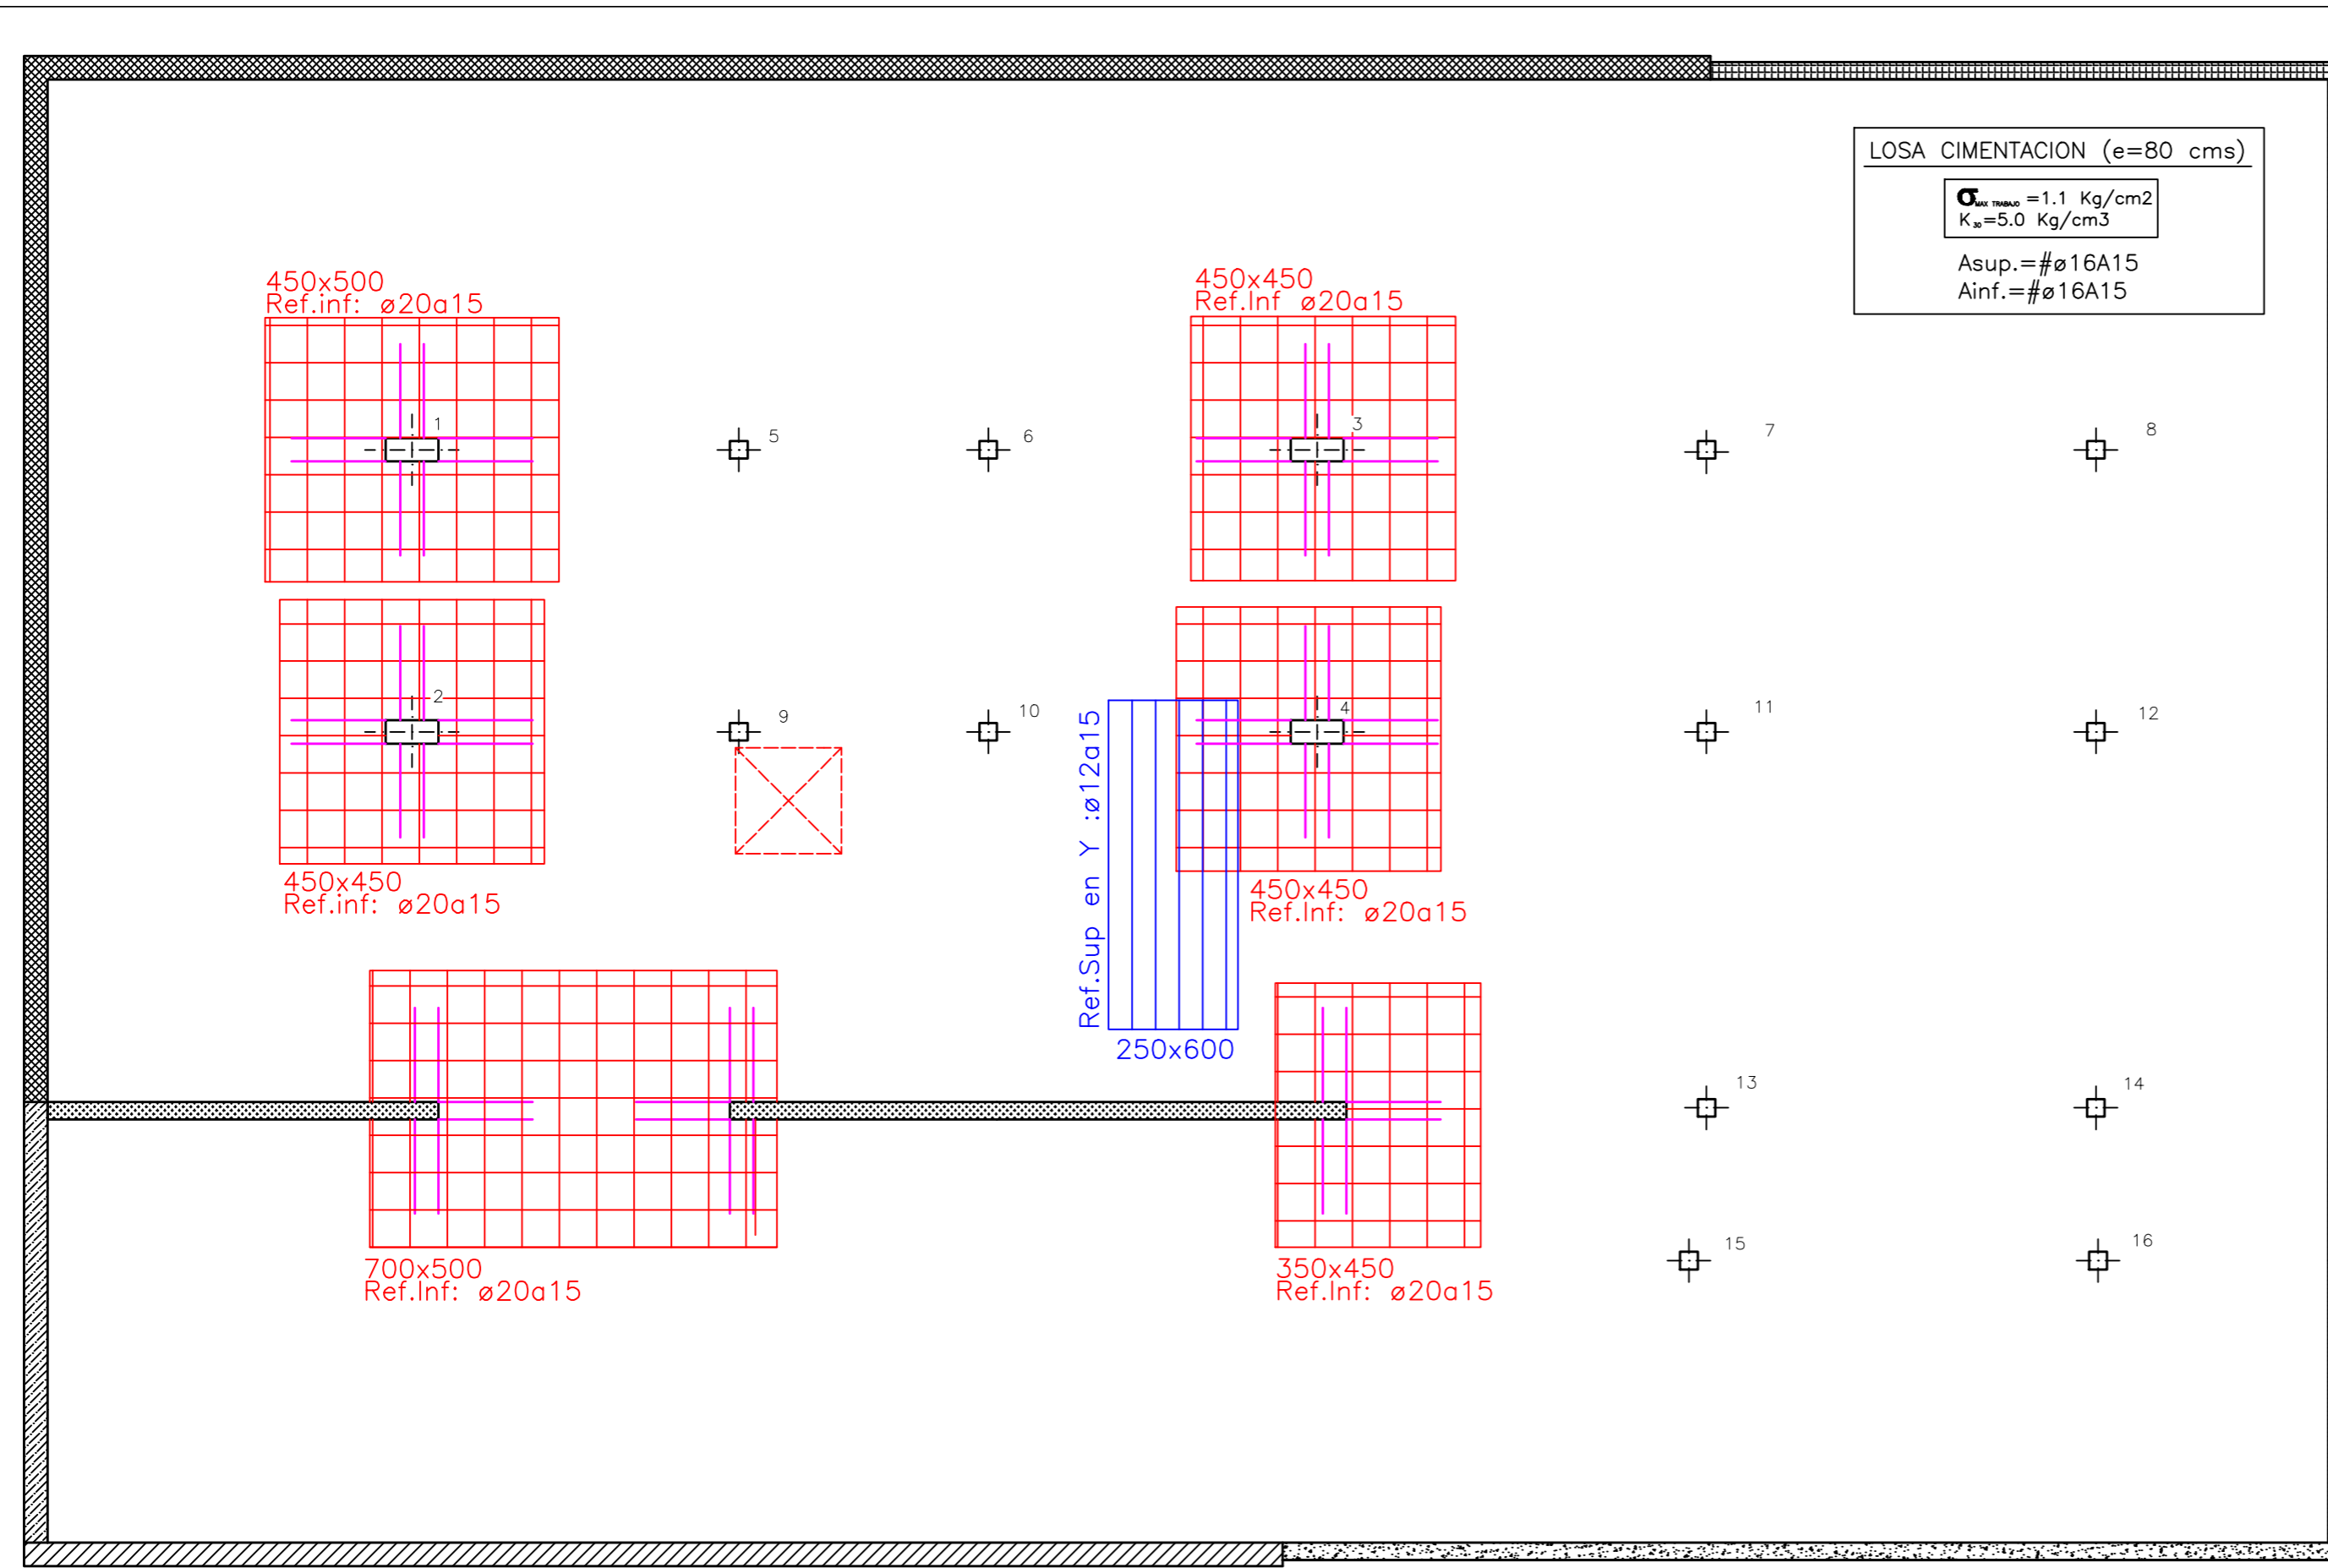 LOSA CIMENTACION (e=80 cms)
σMAX TRABAJO =1.1 Kg/cm2
K30=5.0 Kg/cm3
Asup.=#ø16A15
Ainf.=#ø16A15
450x500
Ref.inf: ø20a15
450x450
Ref.Inf ø20a15
1
5
6
3
7
8
2
9
10
4
11
12
Ref.Sup en Y :ø12a15
250x600
450x450
Ref.inf: ø20a15
450x450
Ref.Inf: ø20a15
13
14
15
16
700x500
Ref.Inf: ø20a15
350x450
Ref.Inf: ø20a15